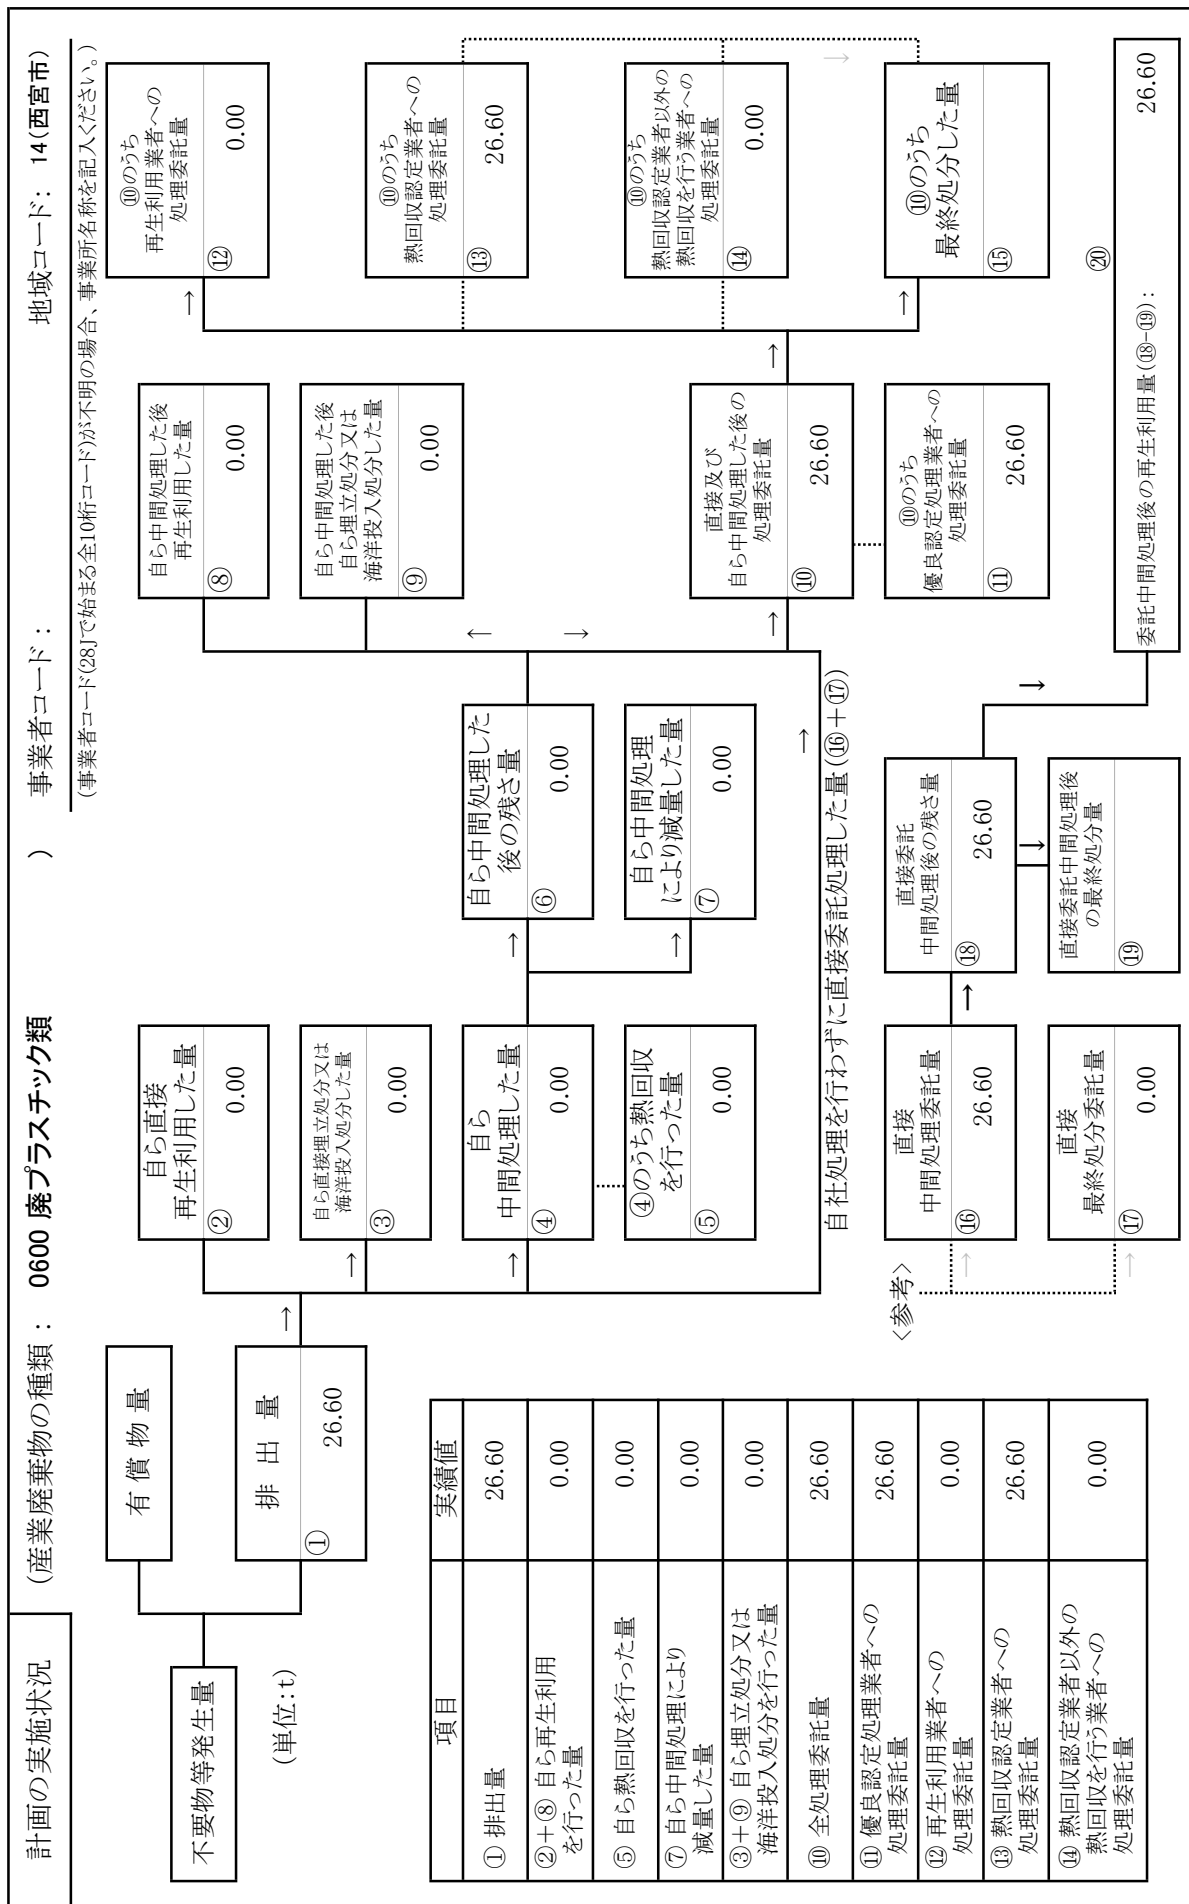 計画の実施状況
(産業廃棄物の種類： 0600 廃プラスチック類 )
事業者コード：
地域コード： 14(西宮市)
(事業者コード(「28」で始まる全10桁コード)が不明の場合、事業所名称を記入ください。)
不要物等発生量
(単位:t)
有 償 物 量
排 出 量
① 26.60
→
自ら直接
再生利用した量
② 0.00
→
自ら直接埋立処分又は
海洋投入処分した量
③ 0.00
→
自ら
中間処理した量
④ 0.00
④のうち熱回収
を行った量
⑤ 0.00
→
自ら中間処理した
後の残さ量
⑥ 0.00
→
自ら中間処理
により減量した量
⑦ 0.00
自ら中間処理した後
再生利用した量
⑧ 0.00
自ら中間処理した後
自ら埋立処分又は
海洋投入処分した量
⑨ 0.00
↑
↓
→
自社処理を行わずに直接委託処理した量(⑯＋⑰)
→
直接及び
自ら中間処理した後の
処理委託量
⑩ 26.60
⑩のうち
優良認定処理業者への
処理委託量
⑪ 26.60
→
→
⑩のうち
再生利用業者への
処理委託量
⑫ 0.00
⑩のうち
熱回収認定業者への
処理委託量
⑬ 26.60
⑩のうち
熱回収認定業者以外の
熱回収を行う業者への
処理委託量
⑭ 0.00
↓
→
⑩のうち
最終処分した量
⑮
<参考>
→
直接
中間処理委託量
⑯ 26.60
→
直接
最終処分委託量
⑰ 0.00
→
直接委託
中間処理後の残さ量
⑱ 26.60
↓
直接委託中間処理後
の最終処分量
⑲
↓
⑳
委託中間処理後の再生利用量(⑱-⑲)： 26.60
項目 実績値
① 排出量 26.60
②+⑧ 自ら再生利用
を行った量 0.00
⑤ 自ら熱回収を行った量 0.00
⑦ 自ら中間処理により
減量した量 0.00
③+⑨ 自ら埋立処分又は
海洋投入処分を行った量 0.00
⑩ 全処理委託量 26.60
⑪ 優良認定処理業者への
処理委託量 26.60
⑫ 再生利用業者への
処理委託量 0.00
⑬ 熱回収認定業者への
処理委託量 26.60
⑭ 熱回収認定業者以外の
熱回収を行う業者への
処理委託量 0.00